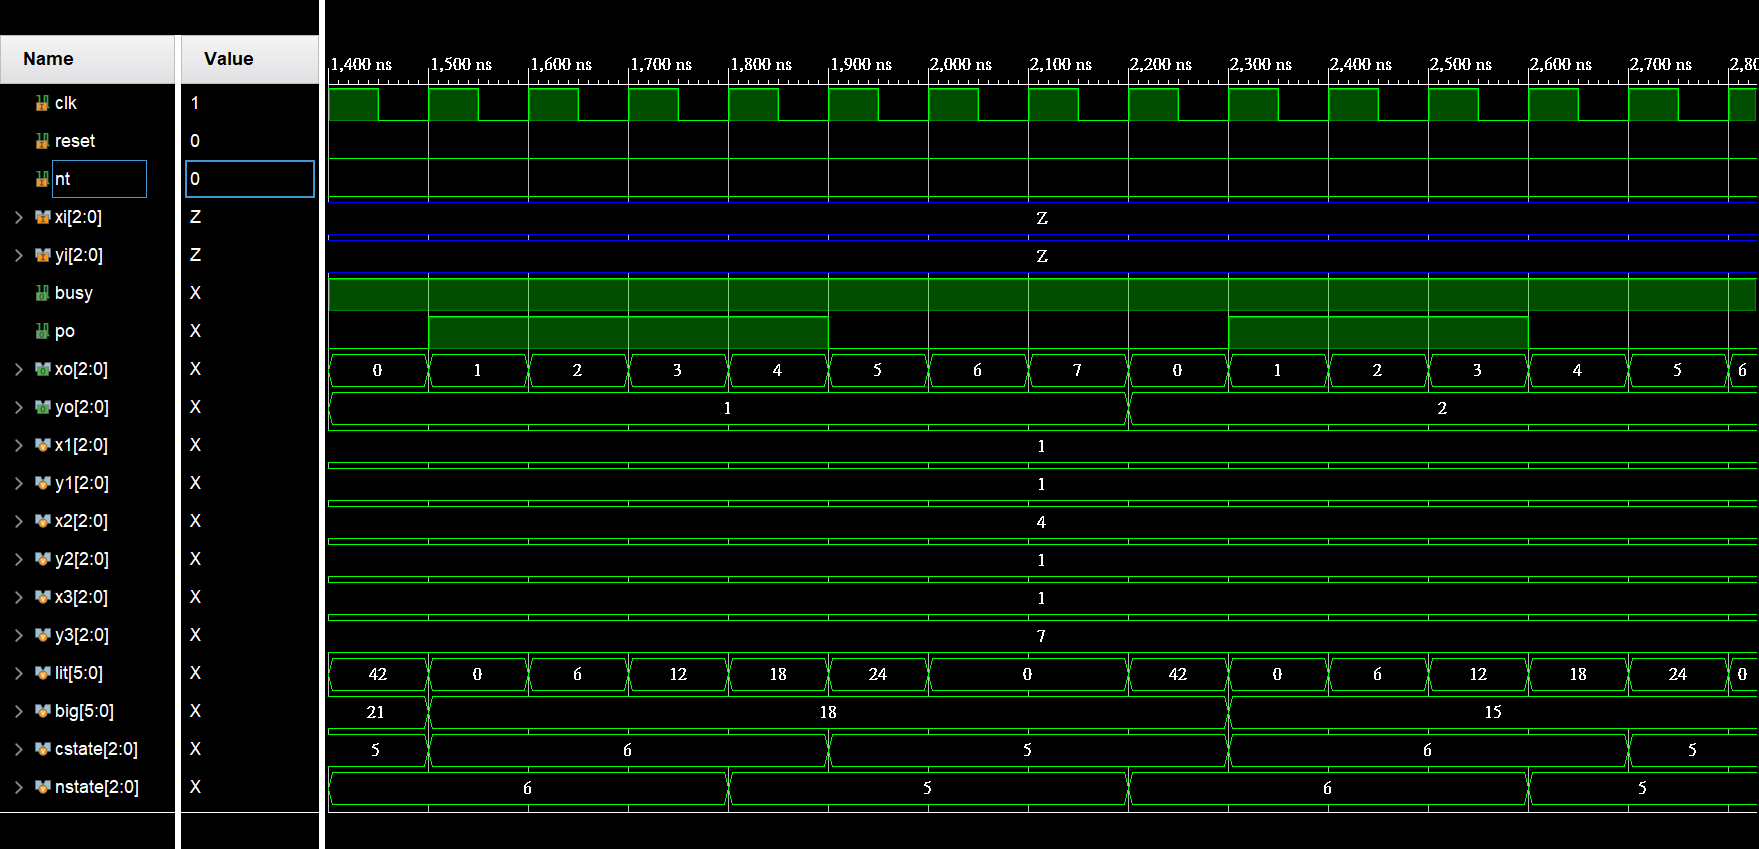 Name Value
1,400 ns 1,500 ns 1,600 ns 1,700 ns 1,800 ns 1,900 ns 2,000 ns 2,100 ns 2,200 ns 2,300 ns 2,400 ns 2,500 ns 2,600 ns 2,700 ns 2,80
clk 1
reset 0
nt 0
xi[2:0] Z Z
yi[2:0] Z Z
busy X
po X
xo[2:0] X 0 1 2 3 4 5 6 7 0 1 2 3 4 5 6
yo[2:0] X 1 2
x1[2:0] X 1
y1[2:0] X 1
x2[2:0] X 4
y2[2:0] X 1
x3[2:0] X 1
y3[2:0] X 7
lit[5:0] X 42 0 6 12 18 24 0 42 0 6 12 18 24 0
big[5:0] X 21 18 15
cstate[2:0] X 5 6 5 6 5
nstate[2:0] X 6 5 6 5